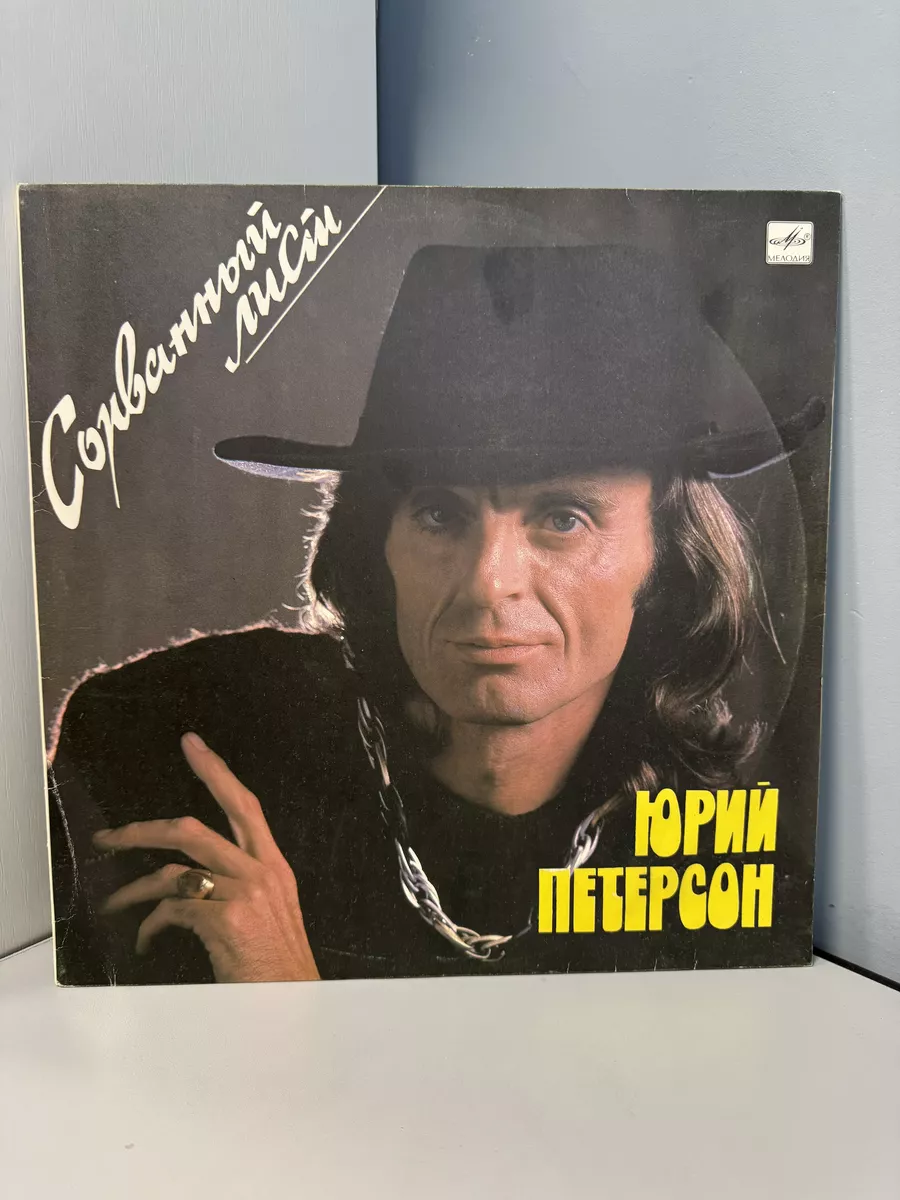 Сорванный
лист
МЕЛОДИЯ
ЮРИЙ
ПЕТЕРСОН